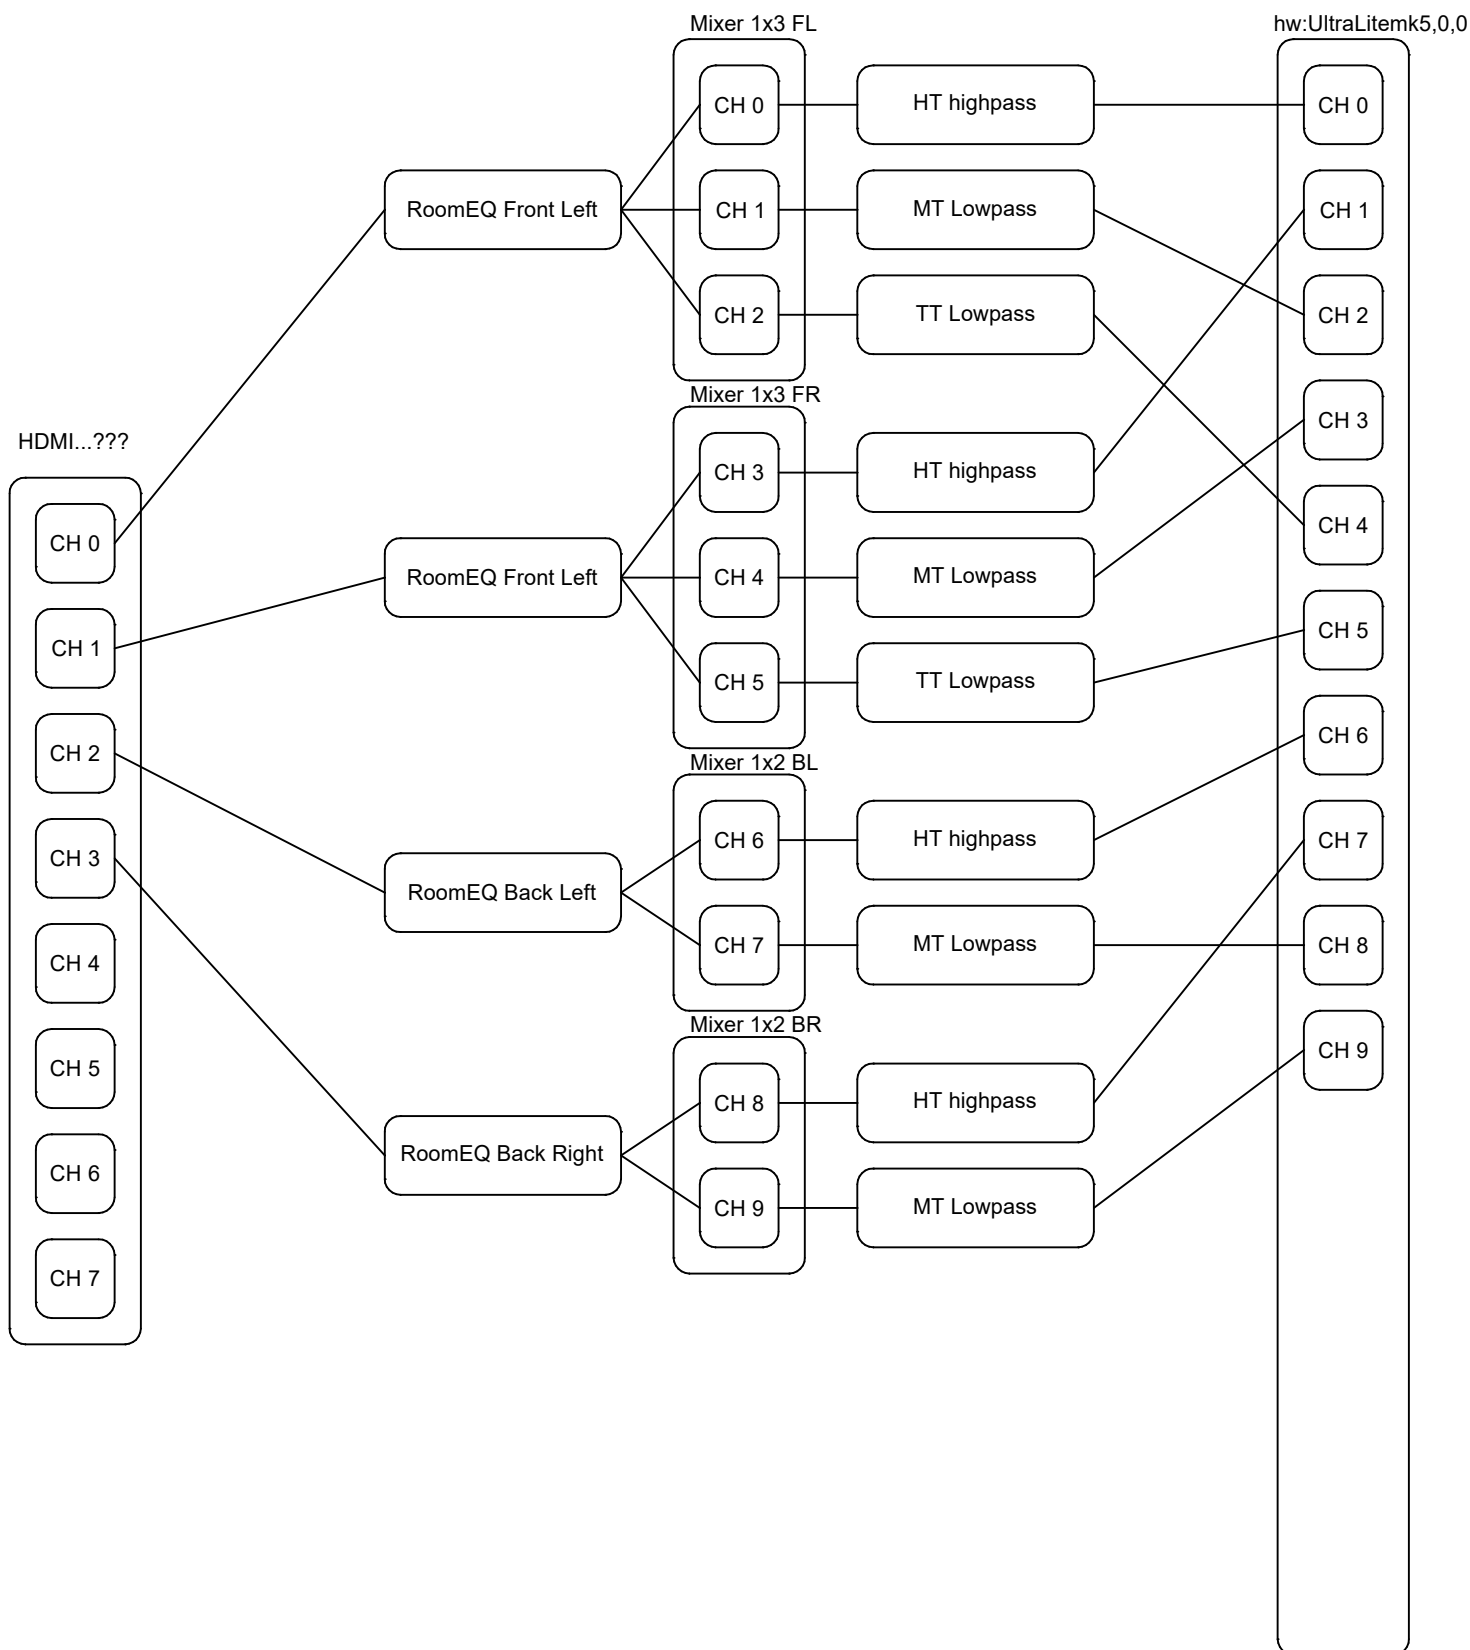 Mixer 1x3 FL
hw:UltraLitemk5,0,0
CH 0
HT highpass
CH 0
RoomEQ Front Left
CH 1
MT Lowpass
CH 1
CH 2
TT Lowpass
CH 2
Mixer 1x3 FR
CH 3
HDMI...???
CH 3
HT highpass
CH 4
CH 0
RoomEQ Front Left
CH 4
MT Lowpass
CH 5
CH 1
CH 5
TT Lowpass
CH 6
CH 2
Mixer 1x2 BL
CH 6
HT highpass
CH 7
CH 3
RoomEQ Back Left
CH 7
MT Lowpass
CH 8
CH 4
Mixer 1x2 BR
CH 9
CH 5
CH 8
HT highpass
RoomEQ Back Right
CH 6
CH 9
MT Lowpass
CH 7